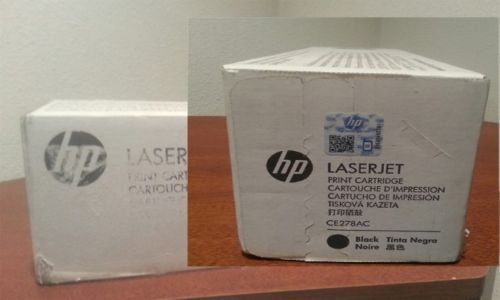 hp
LASER
PRINT CART
CARTOUCH
hp
hp
LASERJET
PRINT CARTRIDGE
CARTOUCHE D'IMPRESSION
CARTUCHO DE IMPRESIÓN
TISKOVÁ KAZETA
打印硒鼓
CE278AC
Black Tinta Negra
Noire 黑色